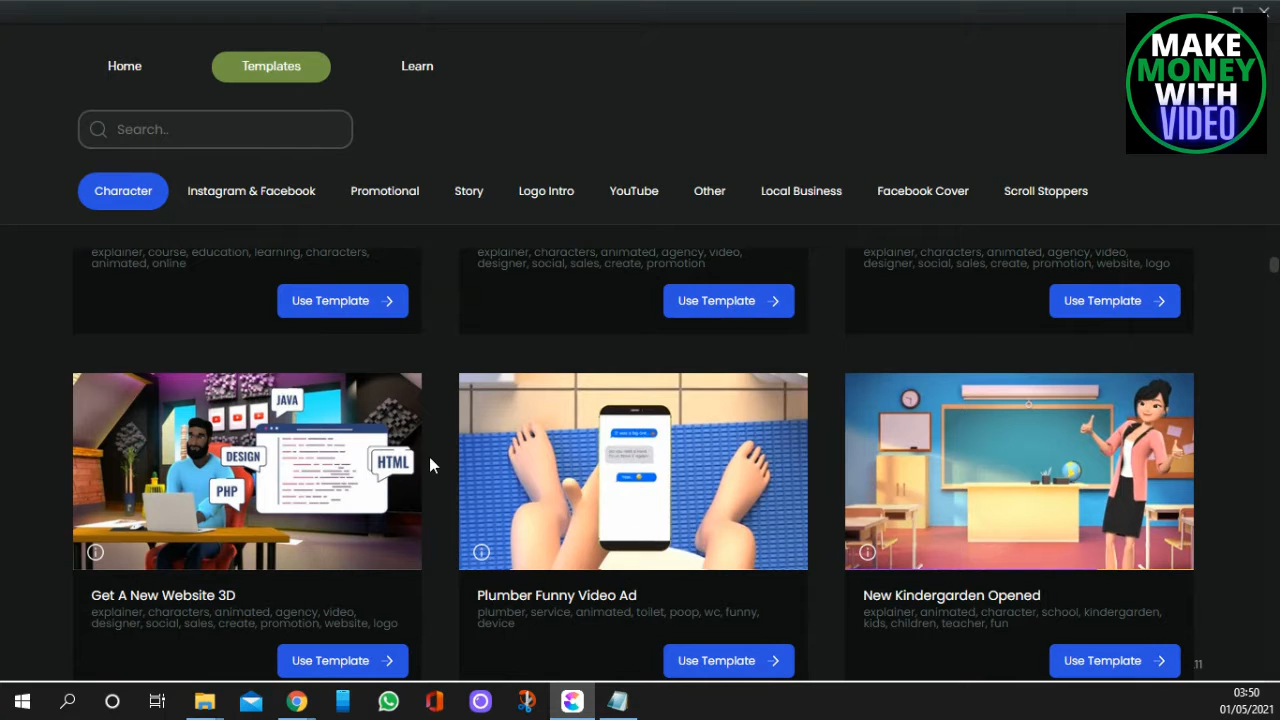 MAKE
MONEY
WITH
VIDEO
Home
Templates
Learn
Search..
Character
Instagram & Facebook
Promotional
Story
Logo Intro
YouTube
Other
Local Business
Facebook Cover
Scroll Stoppers
explainer, course, education, learning, characters,
animated, online
Use Template
explainer, characters, animated, agency, video,
designer, social, sales, create, promotion
Use Template
explainer, characters, animated, agency, video,
designer, social, sales, create, promotion, website, logo
Use Template
JAVA
DESIGN
HTML
PHP
Get A New Website 3D
explainer, characters, animated, agency, video,
designer, social, sales, create, promotion, website, logo
Use Template
Plumber Funny Video Ad
plumber, service, animated, toilet, poop, wc, funny,
device
Use Template
New Kindergarden Opened
explainer, animated, character, school, kindergarden,
kids, children, teacher, fun
Use Template
03:50
01/05/2021